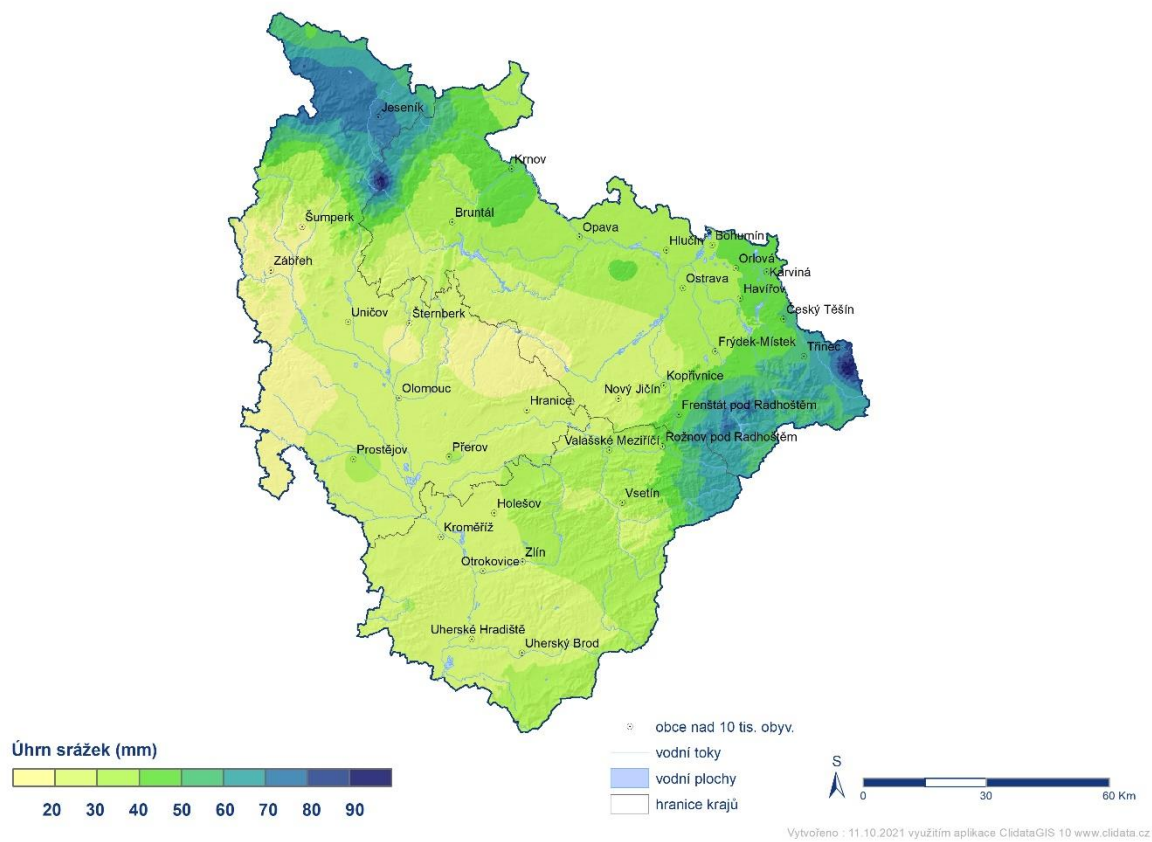 Jeseník
Krnov
Šumperk
Bruntál
Opava
Bohumín
Hlučín
Zábřeh
Orlová
Karviná
Ostrava
Havířov
Uničov
Šternberk
Český Těšín
Frýdek-Místek
Třinec
Kopřivnice
Olomouc
Nový Jičín
Hranice
Frenštát pod Radhoštěm
Valašské Meziříčí
Rožnov pod Radhoštěm
Prostějov
Přerov
Vsetín
Holešov
Kroměříž
Zlín
Otrokovice
Uherské Hradiště
Uherský Brod
Úhrn srážek (mm)
20 30 40 50 60 70 80 90
obce nad 10 tis. obyv.
vodní toky
vodní plochy
hranice krajů
S
0 30 60 Km
Vytvořeno : 11.10.2021 využitím aplikace ClidataGIS 10 www.clidata.cz